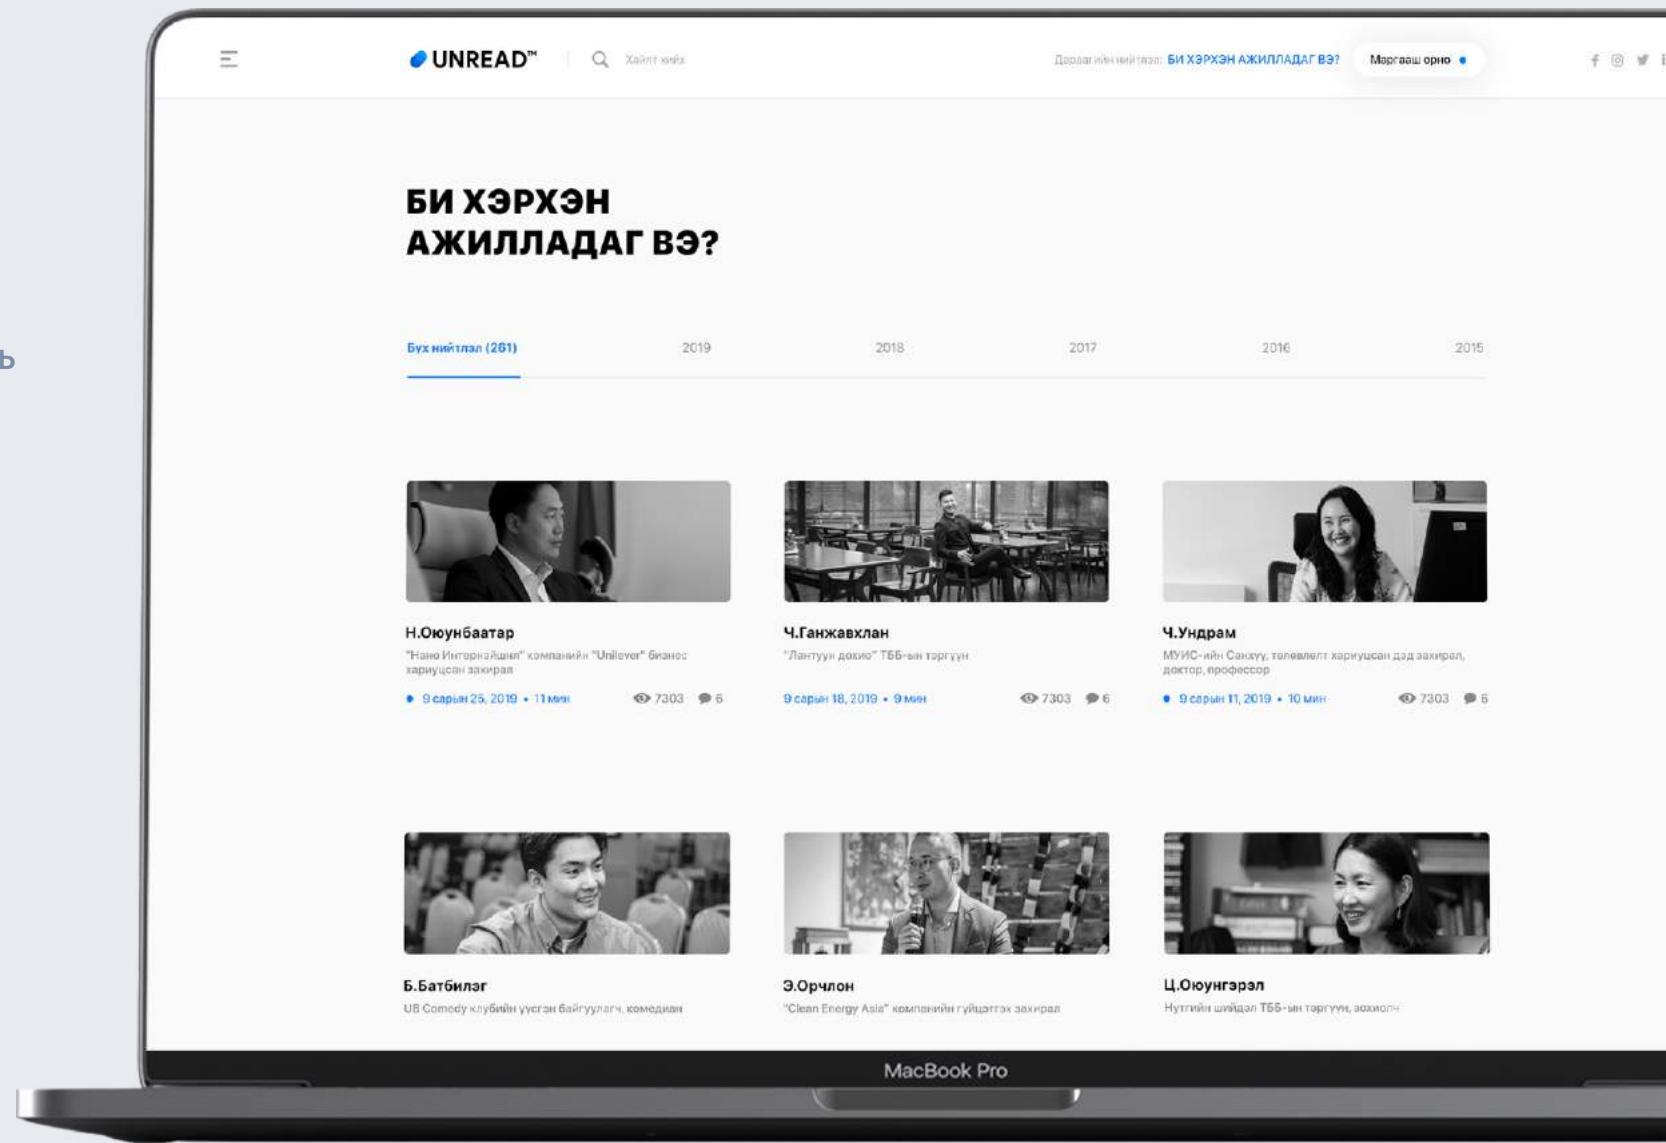 UNREAD™
Хайлт хийх
Дараагийн нийтлэл: БИ ХЭРХЭН АЖИЛЛАДАГ ВЭ?
Маргааш орно
БИ ХЭРХЭН
АЖИЛЛАДАГ ВЭ?
Бүх нийтлэл (261)
2019
2018
2017
2016
2015
ь
Н.Оюунбаатар
"Нано Интернэйшнл" компанийн "Unilever" бизнес
хариуцсан захирал
• 9 сарын 25, 2019 • 11 мин
7303
6
Ч.Ганжавхлан
"Лантуун дохио" ТББ-ын тэргүүн
9 сарын 18, 2019 • 9 мин
7303
6
Ч.Ундрам
МУИС-ийн Санхүү, төлөвлөлт хариуцсан дэд захирал,
доктор, профессор
• 9 сарын 11, 2019 • 10 мин
7303
6
Б.Батбилэг
UB Comedy клубийн үүсгэн байгуулагч, комедиан
Э.Орчлон
"Clean Energy Asia" компанийн гүйцэтгэх захирал
Ц.Оюунгэрэл
Нутгийн шийдэл ТББ-ын тэргүүн, зохиолч
MacBook Pro